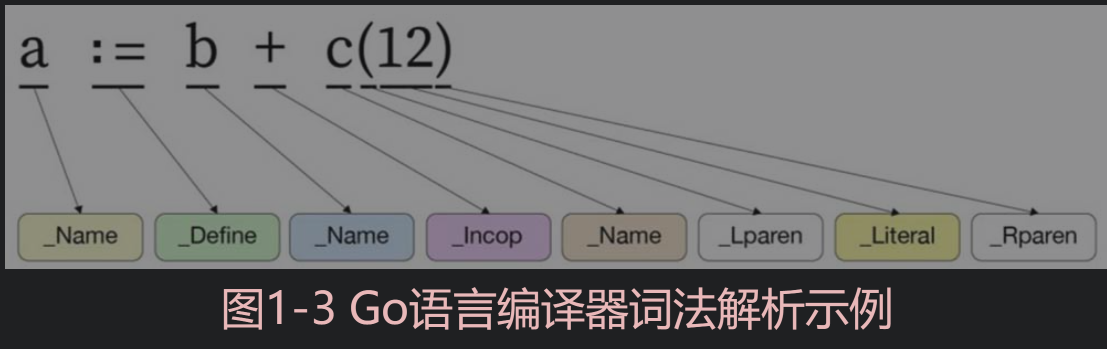 a := b + c(12)
_Name _Define _Name _Incop _Name _Lparen _Literal _Rparen
图1-3 Go语言编译器词法解析示例